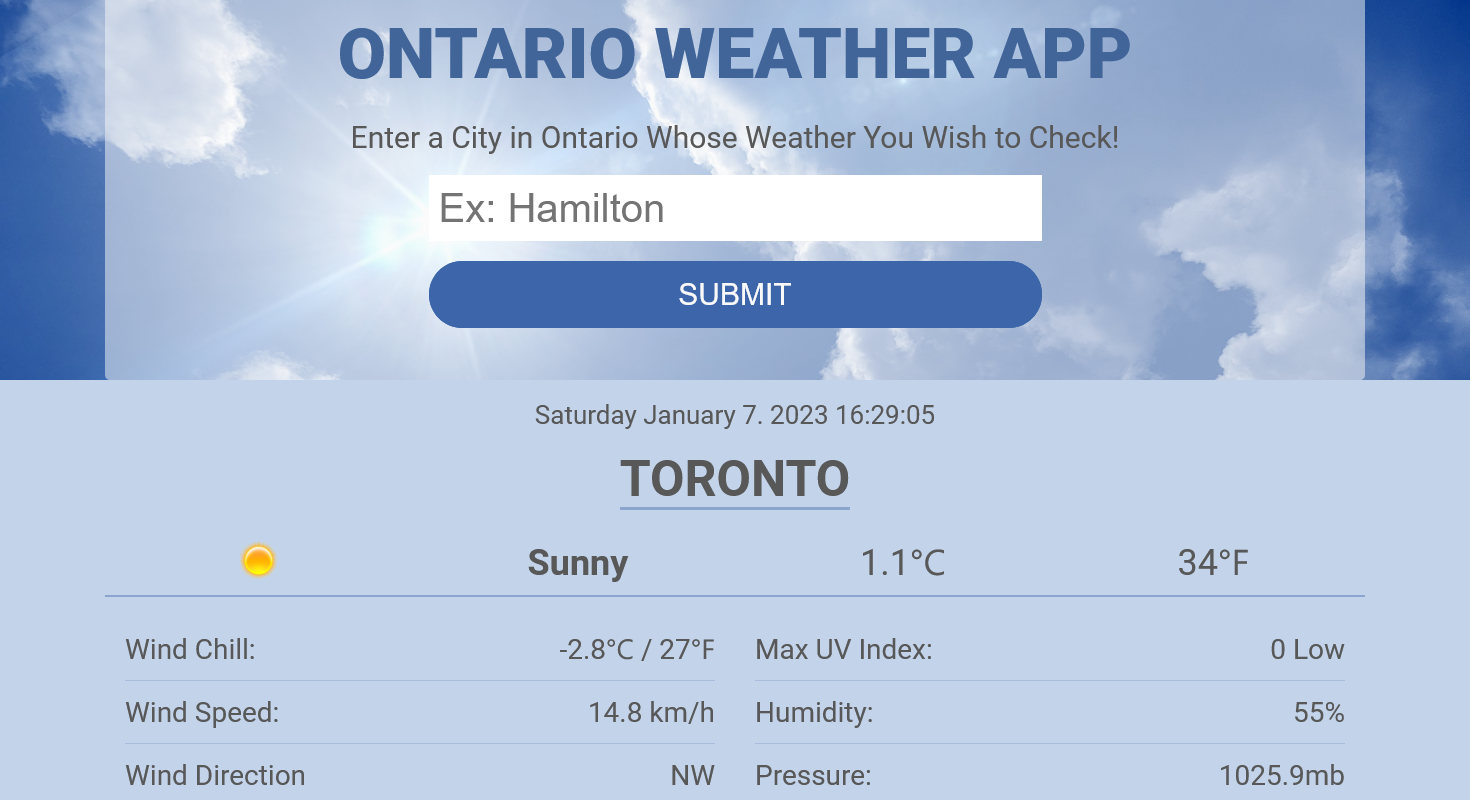 ONTARIO WEATHER APP
Enter a City in Ontario Whose Weather You Wish to Check!
Ex: Hamilton
SUBMIT
Saturday January 7. 2023 16:29:05
TORONTO
Sunny 1.1°C 34°F
Wind Chill: -2.8°C / 27°F Max UV Index: 0 Low
Wind Speed: 14.8 km/h Humidity: 55%
Wind Direction NW Pressure: 1025.9mb